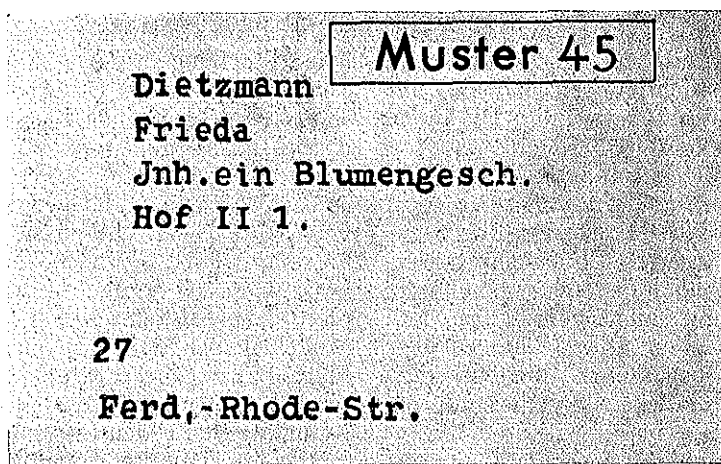 Muster 45
Dietzmann
Frieda
Jnh.ein Blumengesch.
Hof II 1.
27
Ferd.-Rhode-Str.